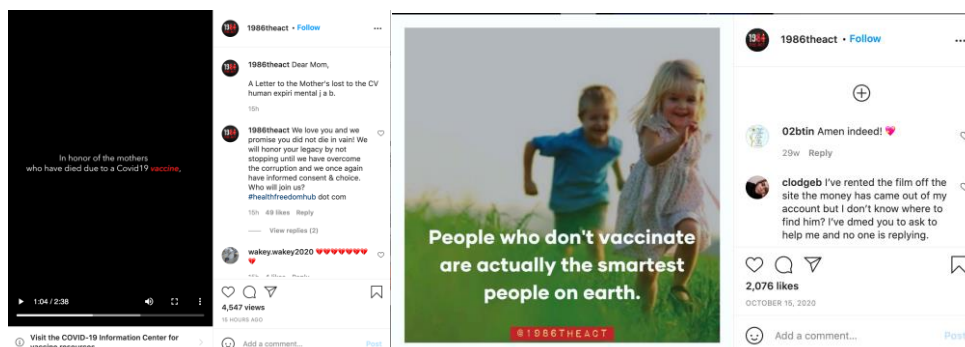 1986theact • Follow
...
1986theact Dear Mom,
A Letter to the Mother's lost to the CV
human expiri mental j a b.
15h
1986theact We love you and we
promise you did not die in vain! We
will honor your legacy by not
stopping until we have overcome
the corruption and we once again
have informed consent & choice.
Who will join us?
#healthfreedomhub dot com
15h 49 likes Reply
View replies (2)
wakey.wakey2020
4,547 views
15 HOURS AGO
Add a comment...
Post
In honor of the mothers
who have died due to a Covid19 vaccine,
1:04 / 2:38
Visit the COVID-19 Information Center for
vaccine resources
People who don't vaccinate
are actually the smartest
people on earth.
@1986THEACT
1986theact • Follow
...
02btin Amen indeed!
29w Reply
clodgeb I've rented the film off the
site the money has came out of my
account but I don't know where to
find him? I've dmed you to ask to
help me and no one is replying.
2,076 likes
OCTOBER 15, 2020
Add a comment...
Post